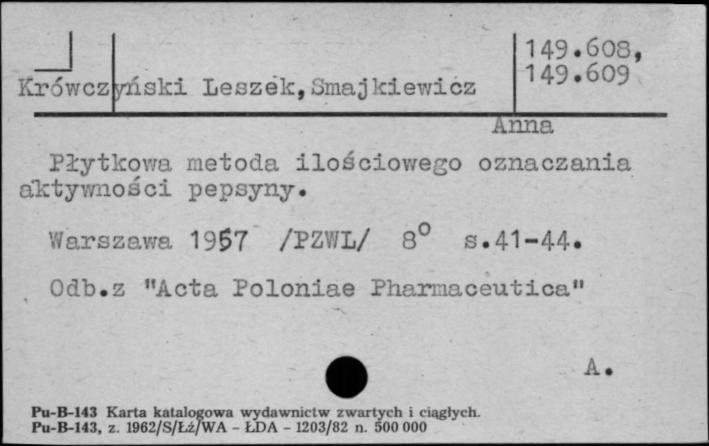 149.608,
149.609
Krówczyński Leszek, Smajkiewicz
Anna
Płytkowa metoda ilościowego oznaczania
aktywności pepsyny.
Warszawa 1957 /PZWL/ 8° s.41-44.
Odb.z "Acta Poloniae Pharmaceutica"
A.
Pu-B-143 Karta katalogowa wydawnictw zwartych i ciągłych.
Pu-B-143, z. 1962/S/Łż/WA - ŁDA - 1203/82 n. 500 000